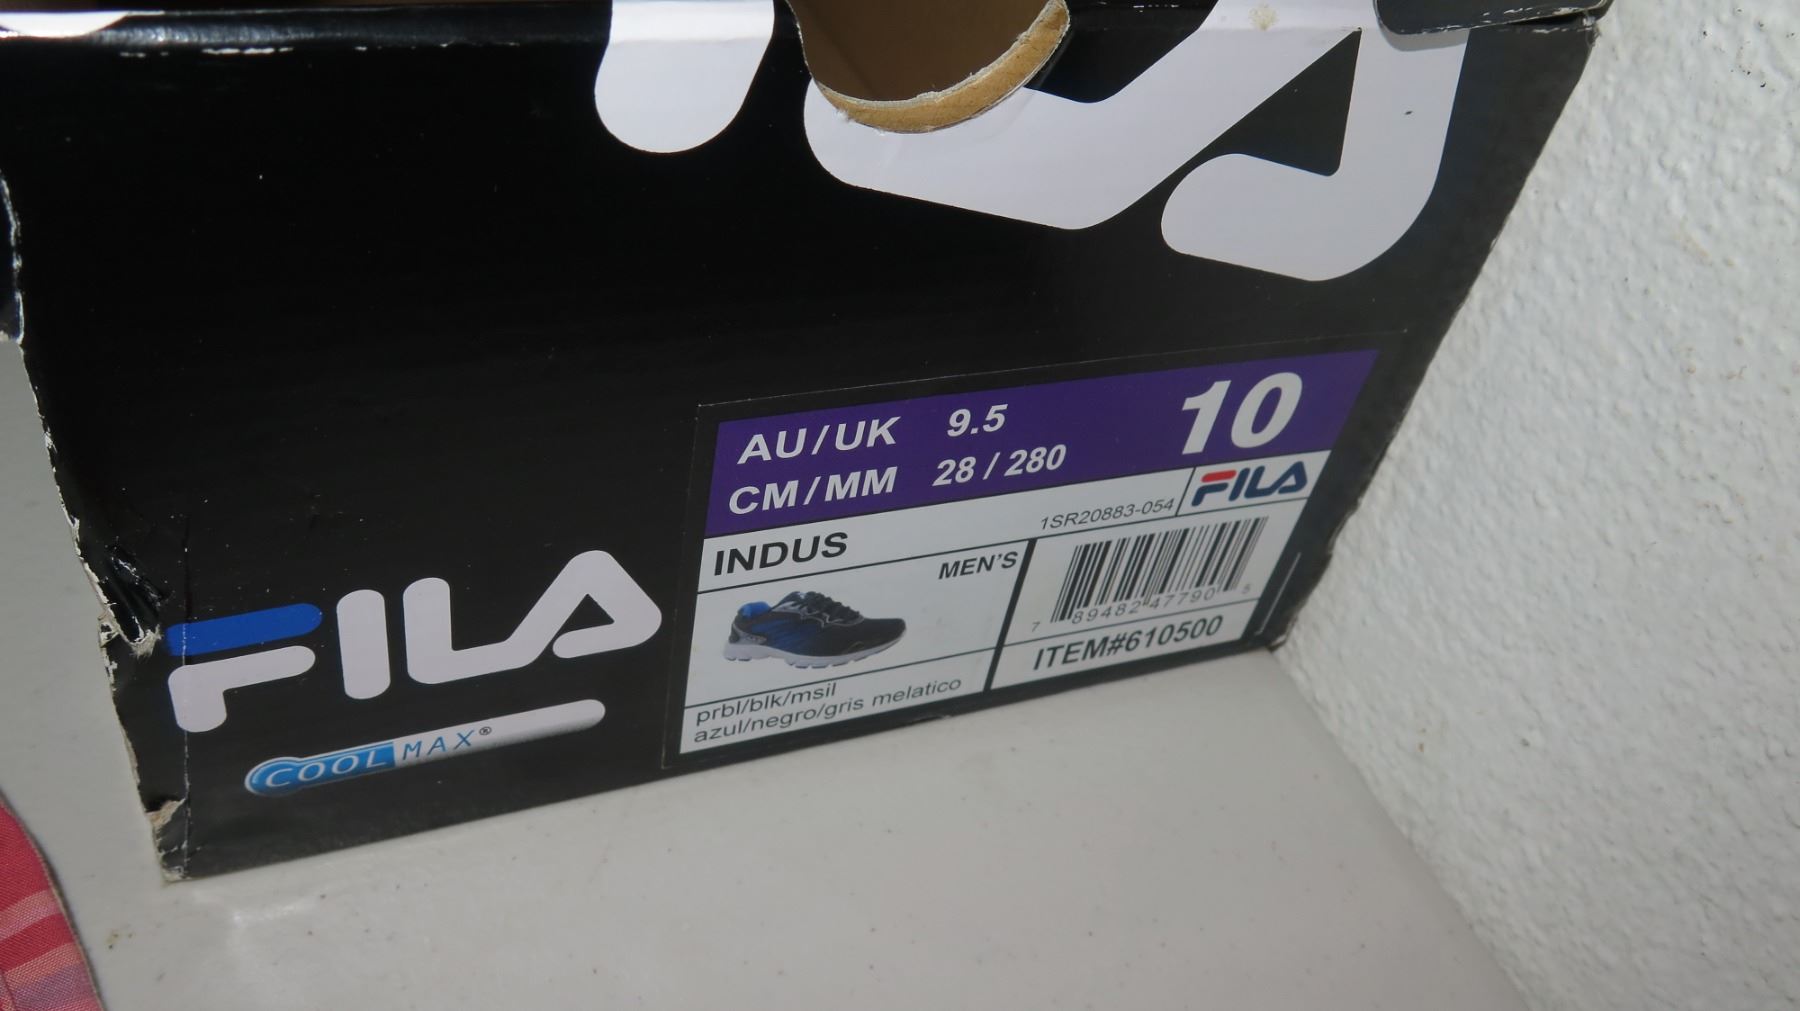 AU/UK 9.5 10
CM/MM 28/280
INDUS
1SR20883-054
FILA
MEN'S
7 89482 47790 5
ITEM#610500
prbl/blk/msil
azul/negro/gris melatico
FILA
COOLMAX®